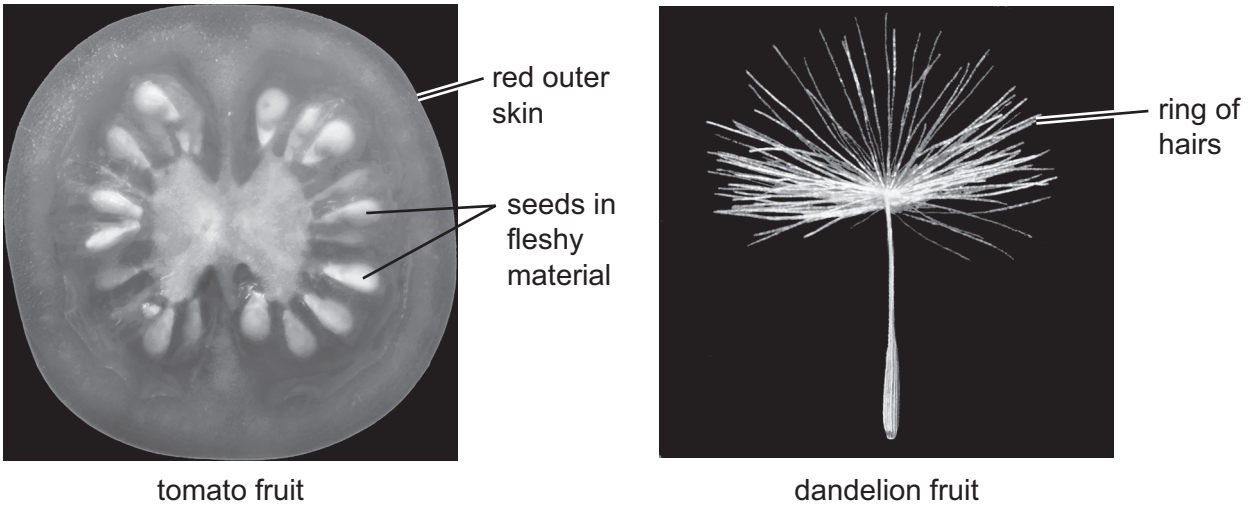 red outer
skin
seeds in
fleshy
material
tomato fruit
ring of
hairs
dandelion fruit